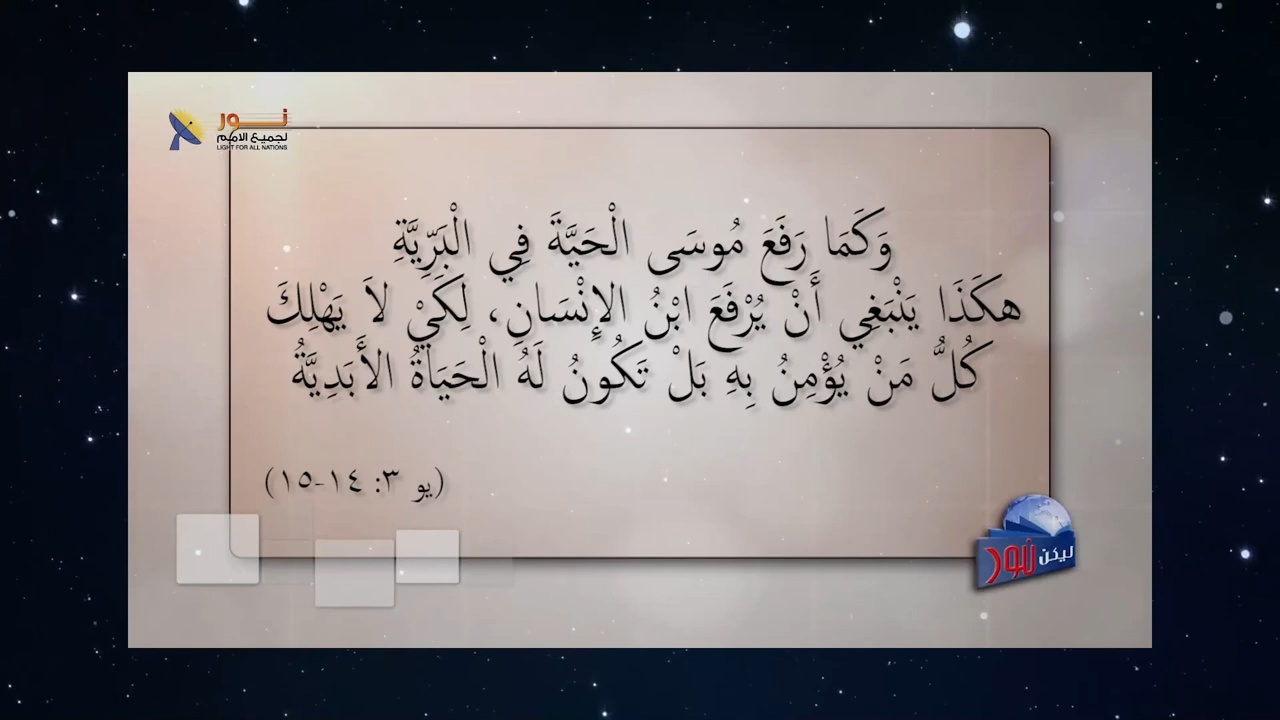 نور
لجميع الامم
LIGHT FOR ALL NATIONS
وَكَمَا رَفَعَ مُوسَى الْحَيَّةَ فِي الْبَرِّيَّةِ
هكَذَا يَنْبَغِي أَنْ يُرْفَعَ ابْنُ الإِنْسَانِ، لِكَيْ لاَ يَهْلِكَ
كُلُّ مَنْ يُؤْمِنُ بِهِ بَلْ تَكُونُ لَهُ الْحَيَاةُ الأَبَدِيَّةُ
(يو ٣: ١٤-١٥)
ليكن نور